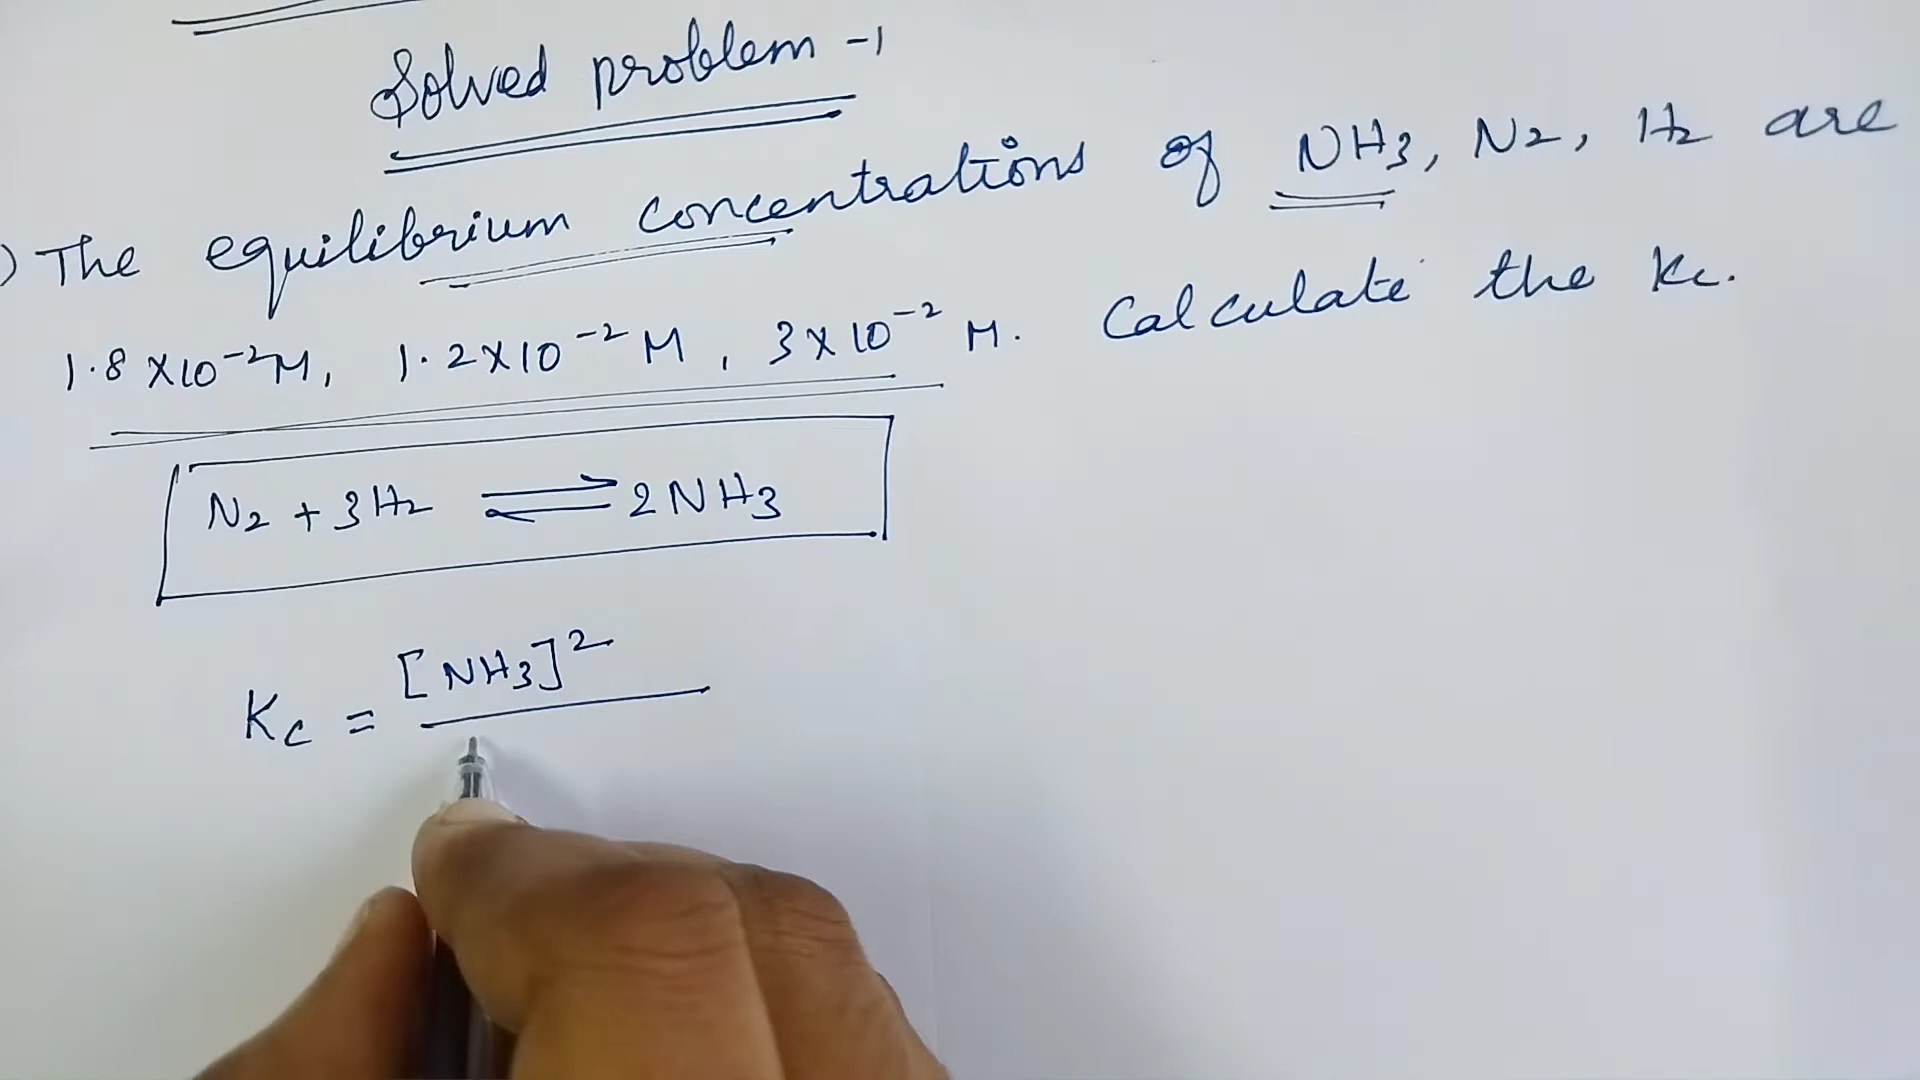 Solved problem -1
) The equilibrium concentrations of NH3, N2, H2 are
1.8 X10⁻²M, 1.2X10⁻² M, 3X10⁻² M. Calculate the Kc.
N2 + 3H2 ⇌ 2NH3
[NH3]²
Kc =